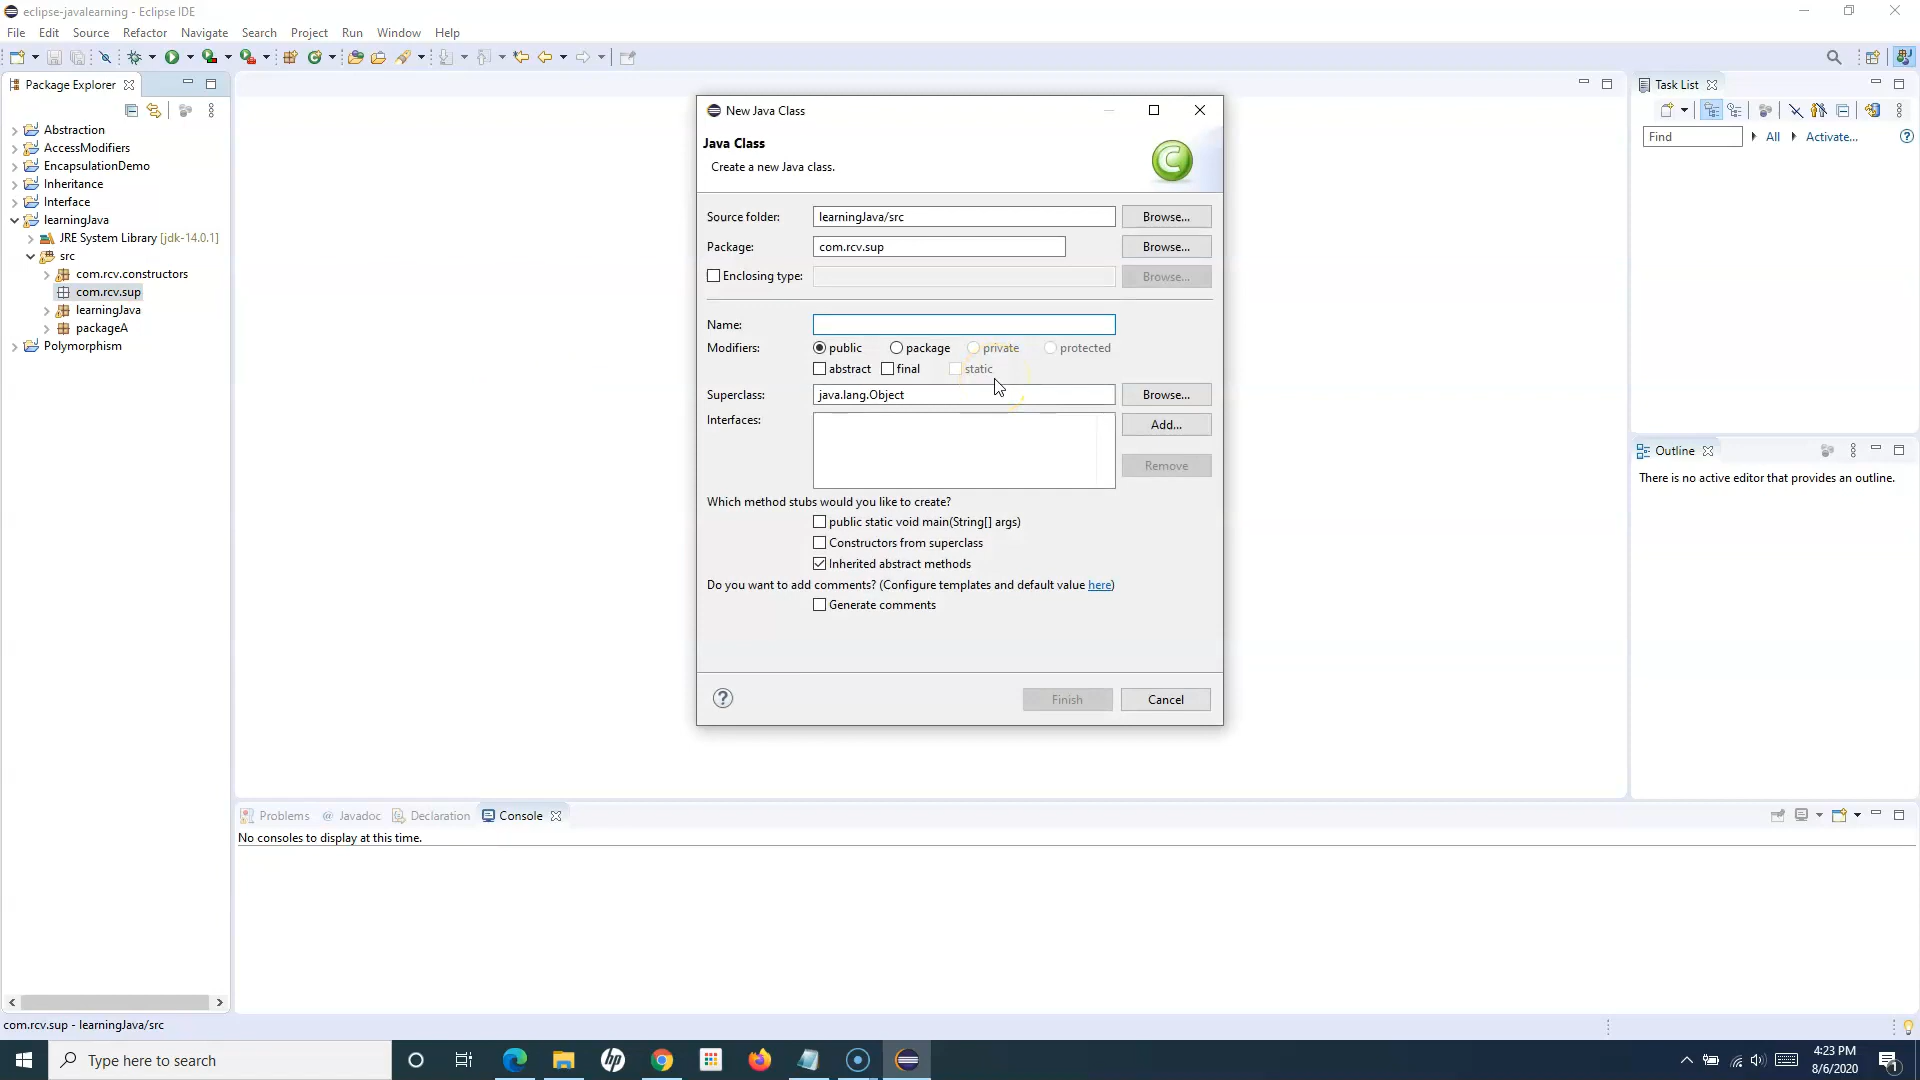 eclipse-javalearning - Eclipse IDE
File Edit Source Refactor Navigate Search Project Run Window Help
Package Explorer
Abstraction
AccessModifiers
EncapsulationDemo
Inheritance
Interface
learningJava
JRE System Library [jdk-14.0.1]
src
com.rcv.constructors
com.rcv.sup
learningJava
packageA
Polymorphism
New Java Class
Java Class
Create a new Java class.
C
Source folder: learningJava/src Browse...
Package: com.rcv.sup Browse...
Enclosing type: Browse...
Name:
Modifiers: public package private protected
abstract final static
Superclass: java.lang.Object Browse...
Interfaces: Add...
Remove
Which method stubs would you like to create?
public static void main(String[] args)
Constructors from superclass
Inherited abstract methods
Do you want to add comments? (Configure templates and default value here)
Generate comments
? Finish Cancel
Task List
Find All Activate... ?
Outline
There is no active editor that provides an outline.
Problems @ Javadoc Declaration Console
No consoles to display at this time.
com.rcv.sup - learningJava/src
Type here to search
hp
4:23 PM
8/6/2020
1